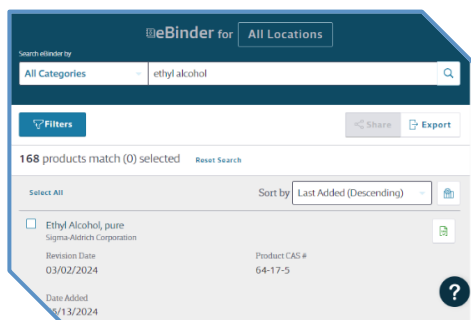 eBinder for All Locations
Search eBinder by
All Categories ethyl alcohol
Filters Share Export
168 products match (0) selected Reset Search
Select All Sort by Last Added (Descending)
Ethyl Alcohol, pure
Sigma-Aldrich Corporation
Revision Date Product CAS #
03/02/2024 64-17-5
?
Date Added
/13/2024